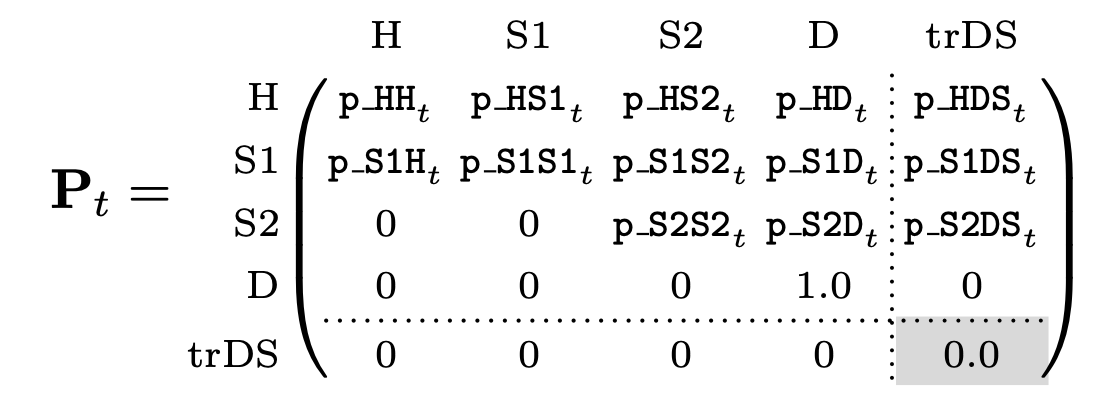 H S1 S2 D trDS
H p_HH_t p_HS1_t p_HS2_t p_HD_t p_HDS_t
S1 p_S1H_t p_S1S1_t p_S1S2_t p_S1D_t p_S1DS_t
P_t = S2 0 0 p_S2S2_t p_S2D_t p_S2DS_t
D 0 0 0 1.0 0
trDS 0 0 0 0 0.0